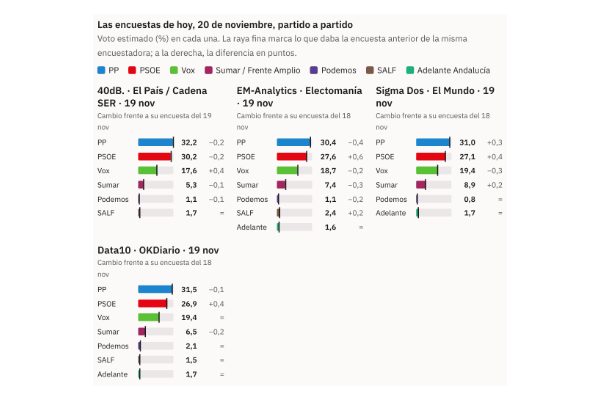 Las encuestas de hoy, 20 de noviembre, partido a partido
Voto estimado (%) en cada una. La raya fina marca lo que daba la encuesta anterior de la misma
encuestadora; a la derecha, la diferencia en puntos.
PP PSOE Vox Sumar / Frente Amplio Podemos SALF Adelante Andalucía
40dB. · El País / Cadena
SER · 19 nov
Cambio frente a su encuesta del 19
nov
PP 32,2 −0,2
PSOE 30,2 −0,2
Vox 17,6 +0,4
Sumar 5,3 −0,1
Podemos 1,1 −0,1
SALF 1,7 =
EM-Analytics · Electomanía
· 19 nov
Cambio frente a su encuesta del 18
nov
PP 30,4 −0,4
PSOE 27,6 +0,6
Vox 18,7 −0,2
Sumar 7,4 −0,3
Podemos 1,1 −0,2
SALF 2,4 +0,2
Adelante 1,6 =
Sigma Dos · El Mundo · 19
nov
Cambio frente a su encuesta del 18
nov
PP 31,0 +0,3
PSOE 27,1 +0,4
Vox 19,4 −0,3
Sumar 8,9 +0,2
Podemos 0,8 =
Adelante 1,7 =
Data10 · OKDiario · 19 nov
Cambio frente a su encuesta del 18
nov
PP 31,5 −0,1
PSOE 26,9 +0,4
Vox 19,4 =
Sumar 6,5 −0,2
Podemos 2,1 =
SALF 1,5 =
Adelante 1,7 =